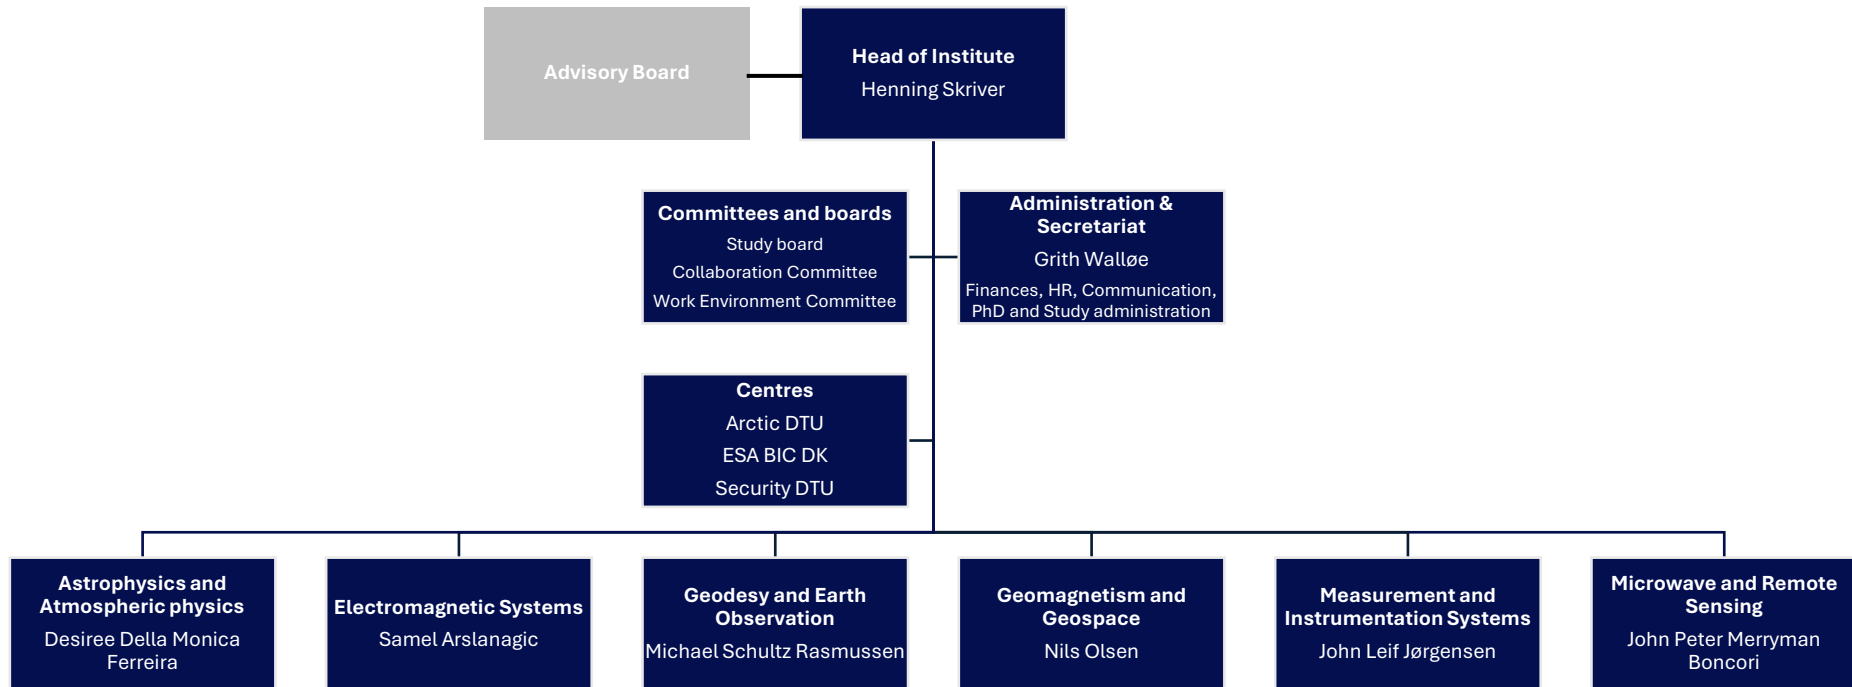 Advisory Board
Head of Institute
Henning Skriver
Committees and boards
Study board
Collaboration Committee
Work Environment Committee
Administration &
Secretariat
Grith Walløe
Finances, HR, Communication,
PhD and Study administration
Centres
Arctic DTU
ESA BIC DK
Security DTU
Astrophysics and
Atmospheric physics
Desiree Della Monica
Ferreira
Electromagnetic Systems
Samel Arslanagic
Geodesy and Earth
Observation
Michael Schultz Rasmussen
Geomagnetism and
Geospace
Nils Olsen
Measurement and
Instrumentation Systems
John Leif Jørgensen
Microwave and Remote
Sensing
John Peter Merryman
Boncori